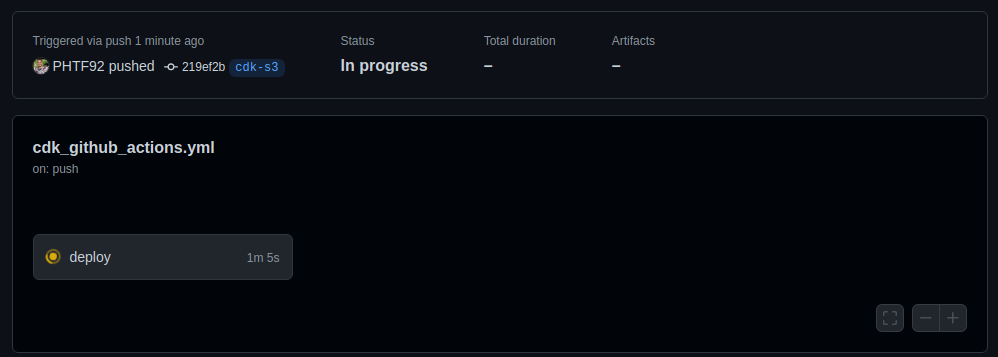 Triggered via push 1 minute ago
PHTF92 pushed 219ef2b cdk-s3
Status
In progress
Total duration
–
Artifacts
–
cdk_github_actions.yml
on: push
deploy 1m 5s